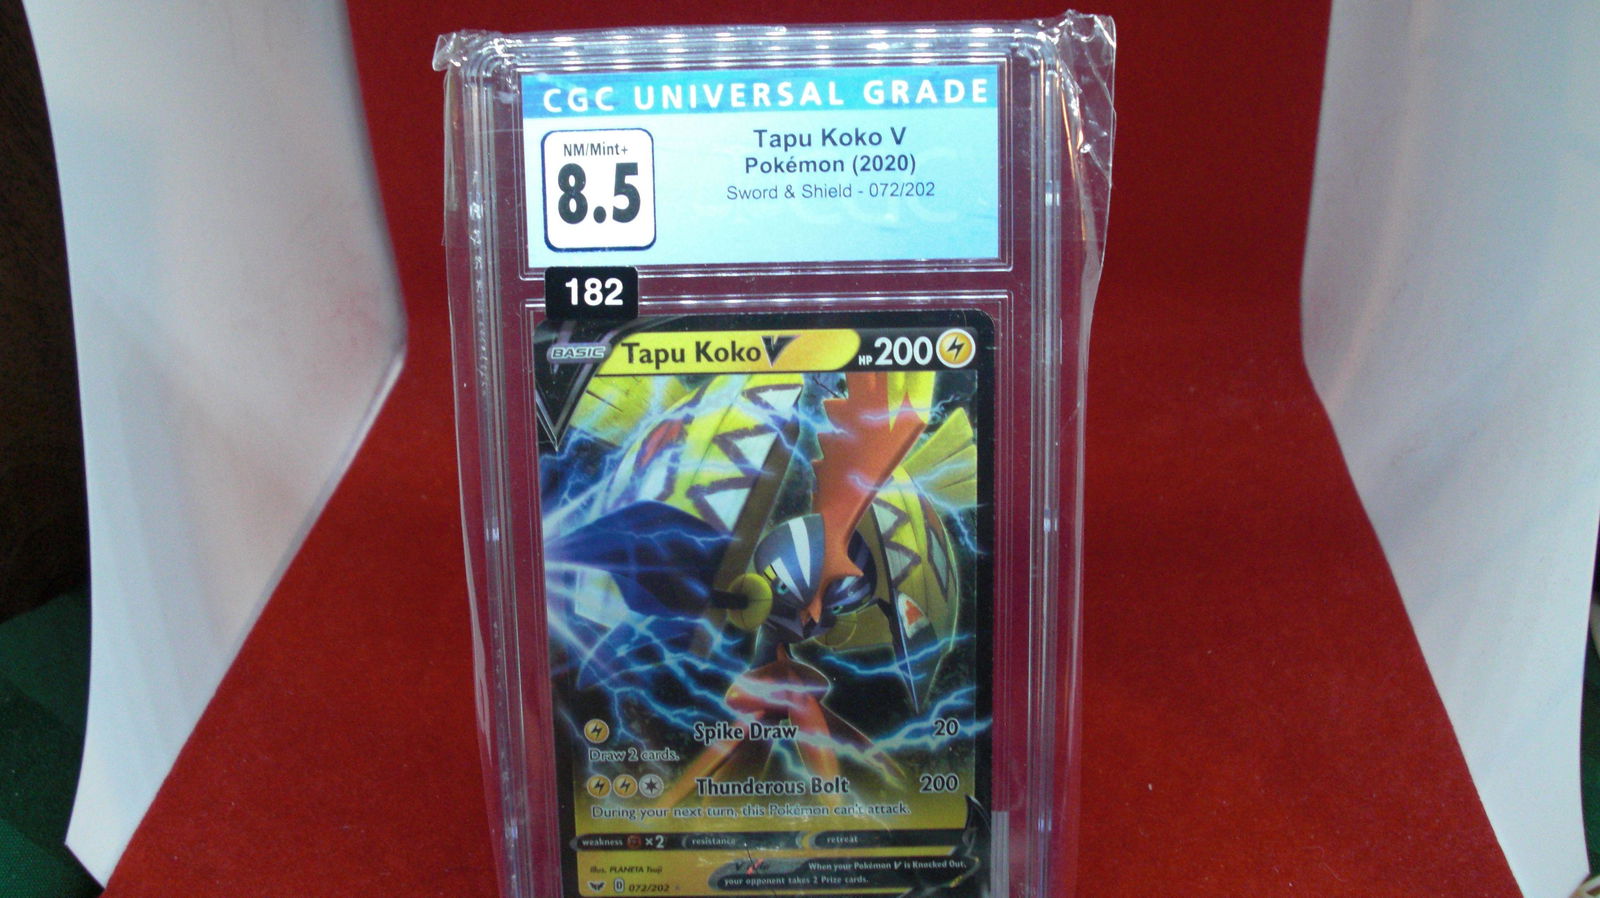 CGC UNIVERSAL GRADE
NM/Mint+
8.5
Tapu Koko V
Pokémon (2020)
Sword & Shield - 072/202
182
BASIC
Tapu Koko V
HP 200
Spike Draw 20
Draw 2 cards.
Thunderous Bolt 200
During your next turn, this Pokémon can't attack.
weakness ×2 resistance retreat
Illus. PLANETA Tsuji
When your Pokémon V is Knocked Out,
your opponent takes 2 Prize cards.
D 072/202